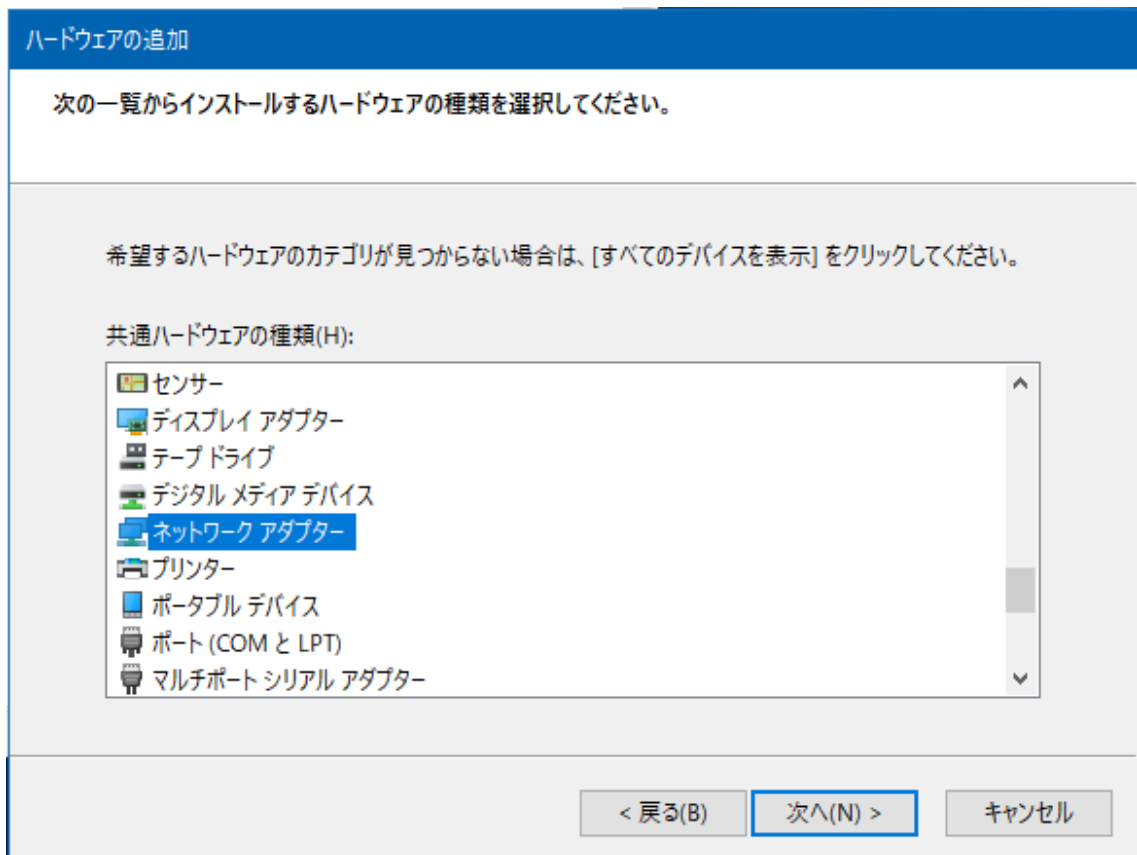 ハードウェアの追加
次の一覧からインストールするハードウェアの種類を選択してください。
希望するハードウェアのカテゴリが見つからない場合は、[すべてのデバイスを表示] をクリックしてください。
共通ハードウェアの種類(H):
センサー
ディスプレイ アダプター
テープ ドライブ
デジタル メディア デバイス
ネットワーク アダプター
プリンター
ポータブル デバイス
ポート (COM と LPT)
マルチポート シリアル アダプター
< 戻る(B) 次へ(N) > キャンセル